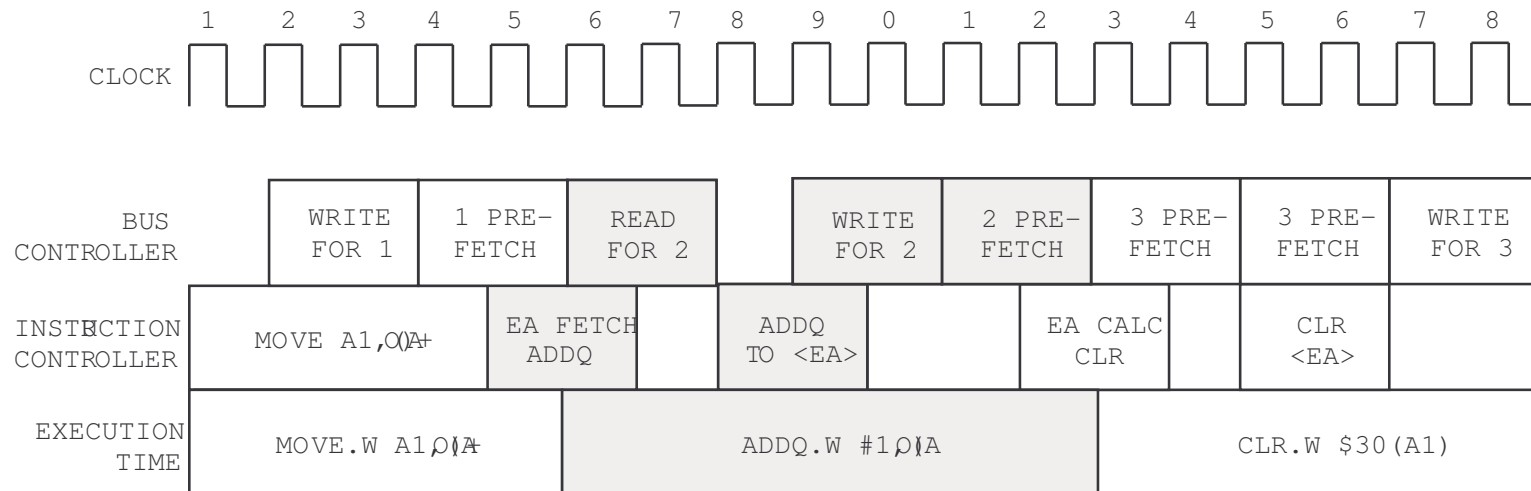 1 2 3 4 5 6 7 8 9 0 1 2 3 4 5 6 7 8
CLOCK
BUS
CONTROLLER
WRITE
FOR 1
1 PRE-
FETCH
READ
FOR 2
WRITE
FOR 2
2 PRE-
FETCH
3 PRE-
FETCH
3 PRE-
FETCH
WRITE
FOR 3
CONTROLLER
MOVE
EA FETCH
ADDQ
ADDQ
TO <EA>
EA CALC
CLR
CLR
<EA>
EXECUTION
TIME
MOVE.W
ADDQ.W
CLR.W $30(A1)